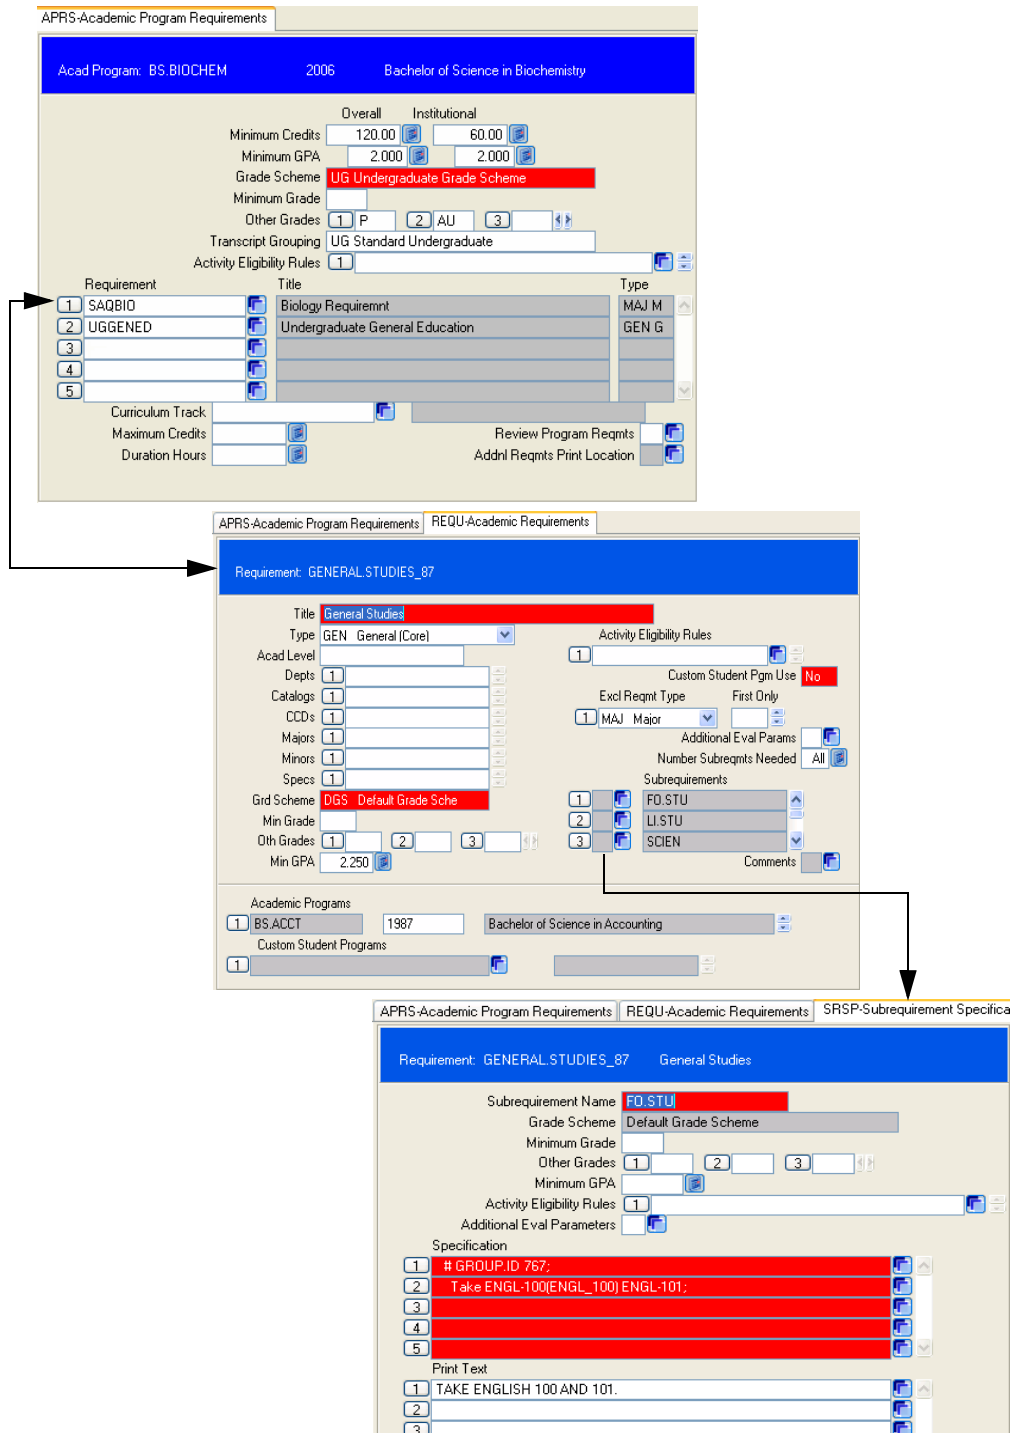 APRS-Academic Program Requirements
Acad Program: BS.BIOCHEM 2006 Bachelor of Science in Biochemistry
Overall Institutional
Minimum Credits 120.00 60.00
Minimum GPA 2.000 2.000
Grade Scheme UG Undergraduate Grade Scheme
Minimum Grade
Other Grades 1 P 2 AU 3
Transcript Grouping UG Standard Undergraduate
Activity Eligibility Rules 1
Requirement Title Type
1 SAQBIO Biology Requiremnt MAJ M
2 UGGENED Undergraduate General Education GEN G
3
4
5
Curriculum Track
Maximum Credits Review Program Reqmts
Duration Hours Addnl Reqmts Print Location
APRS-Academic Program Requirements REQU-Academic Requirements
Requirement: GENERAL.STUDIES_87
Title General Studies
Type GEN General (Core) Activity Eligibility Rules
Acad Level 1
Depts 1 Custom Student Pgm Use No
Catalogs 1 Excl Reqmt Type First Only
CCDs 1 1 MAJ Major
Majors 1 Additional Eval Params
Minors 1 Number Subreqmts Needed All
Specs 1 Subrequirements
Grd Scheme DGS Default Grade Sche 1 FO.STU
Min Grade 2 LI.STU
Oth Grades 1 2 3 3 SCIEN
Min GPA 2.250 Comments
Academic Programs
1 BS.ACCT 1987 Bachelor of Science in Accounting
Custom Student Programs
1
APRS-Academic Program Requirements REQU-Academic Requirements SRSP-Subrequirement Specifica
Requirement: GENERAL.STUDIES_87 General Studies
Subrequirement Name FO.STU
Grade Scheme Default Grade Scheme
Minimum Grade
Other Grades 1 2 3
Minimum GPA
Activity Eligibility Rules 1
Additional Eval Parameters
Specification
1 # GROUP.ID 767;
2 Take ENGL-100(ENGL_100) ENGL-101;
3
4
5
Print Text
1 TAKE ENGLISH 100 AND 101.
2
3